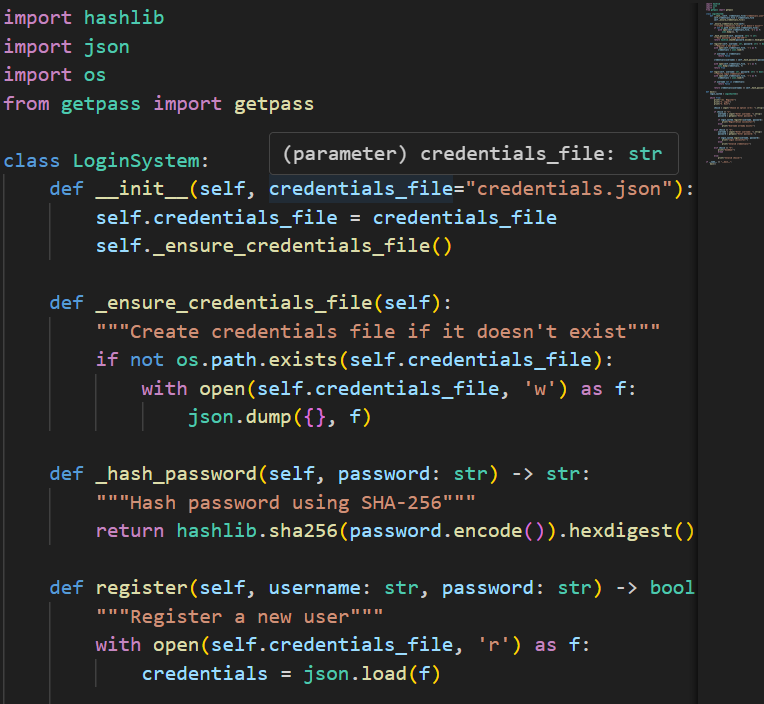 import hashlib
import json
import os
from getpass import getpass
class LoginSystem:
(parameter) credentials_file: str
    def __init__(self, credentials_file="credentials.json"):
        self.credentials_file = credentials_file
        self._ensure_credentials_file()
    def _ensure_credentials_file(self):
        """Create credentials file if it doesn't exist"""
        if not os.path.exists(self.credentials_file):
            with open(self.credentials_file, 'w') as f:
                json.dump({}, f)
    def _hash_password(self, password: str) -> str:
        """Hash password using SHA-256"""
        return hashlib.sha256(password.encode()).hexdigest()
    def register(self, username: str, password: str) -> bool
        """Register a new user"""
        with open(self.credentials_file, 'r') as f:
            credentials = json.load(f)